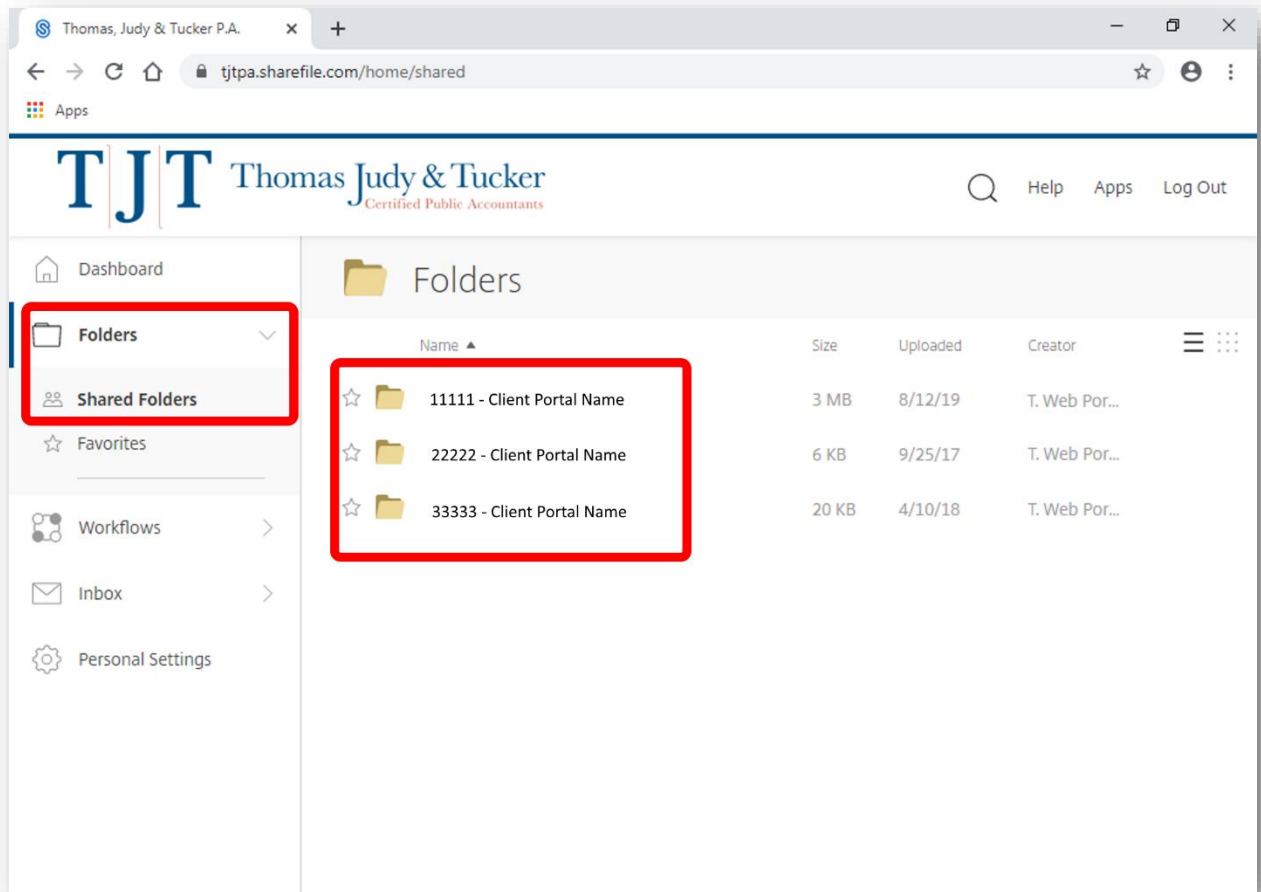 Thomas, Judy & Tucker P.A.
tjtpa.sharefile.com/home/shared
Apps
TJT Thomas Judy & Tucker
Certified Public Accountants
Help Apps Log Out
Dashboard
Folders
Shared Folders
Favorites
Workflows
Inbox
Personal Settings
Folders
Name Size Uploaded Creator
11111 - Client Portal Name 3 MB 8/12/19 T. Web Por...
22222 - Client Portal Name 6 KB 9/25/17 T. Web Por...
33333 - Client Portal Name 20 KB 4/10/18 T. Web Por...